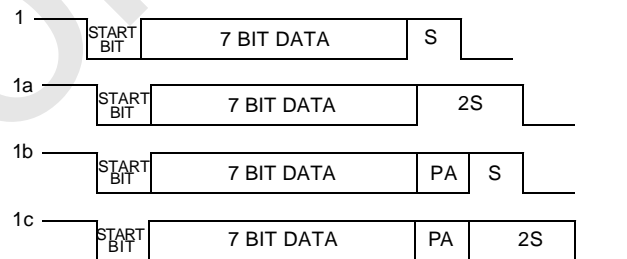 1 START BIT 7 BIT DATA S
1a START BIT 7 BIT DATA 2S
1b START BIT 7 BIT DATA PA S
1c START BIT 7 BIT DATA PA 2S